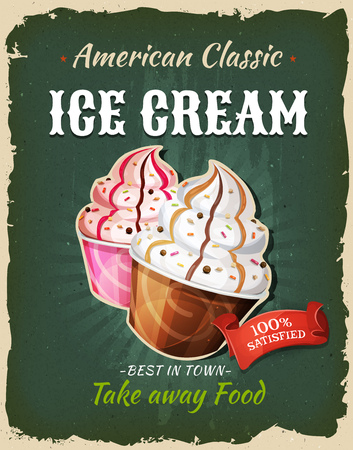 American Classic
ICE CREAM
100%
SATISFIED
-BEST IN TOWN-
Take away Food